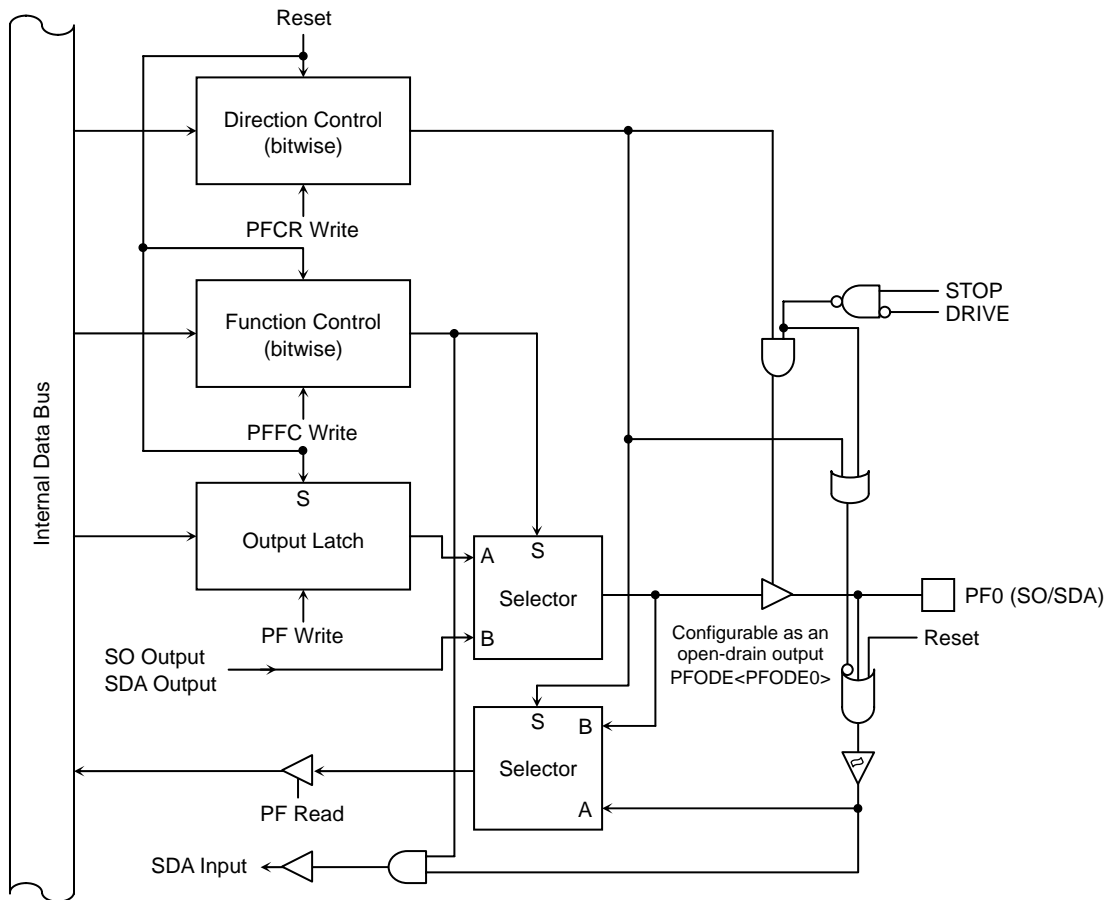 Reset
Direction Control
(bitwise)
PFCR Write
STOP
DRIVE
Function Control
(bitwise)
PFFC Write
Internal Data Bus
S
Output Latch
PF Write
A
S
Selector
B
SO Output
SDA Output
PF0 (SO/SDA)
Configurable as an
open-drain output
PFODE<PFODE0>
Reset
S
B
Selector
A
PF Read
SDA Input